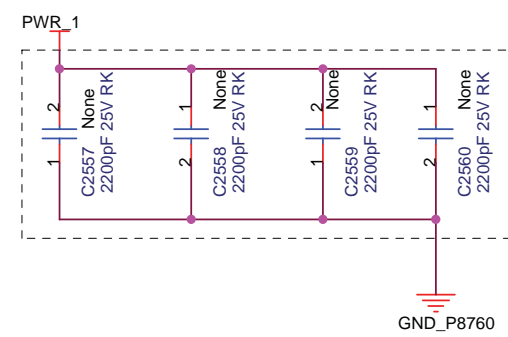 PWR_1
2
None
1
C2557
2200pF 25V RK
1
None
2
C2558
2200pF 25V RK
2
None
1
C2559
2200pF 25V RK
1
None
2
C2560
2200pF 25V RK
GND_P8760